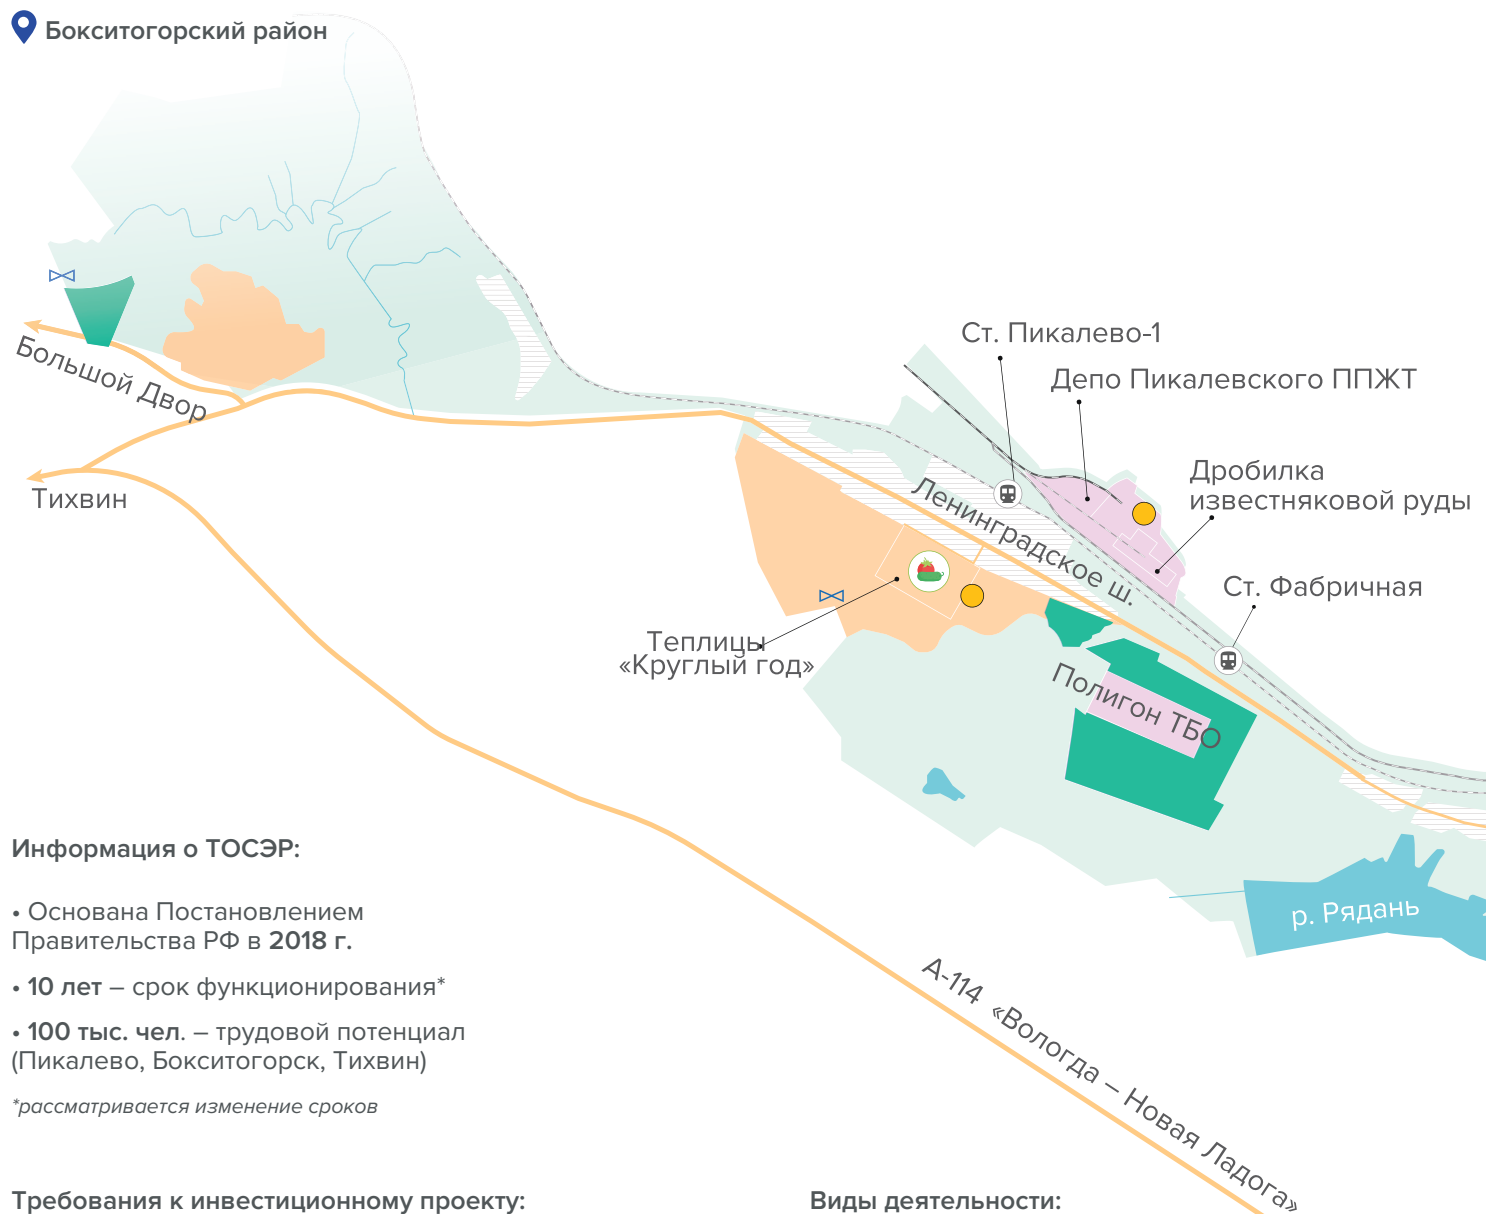 Бокситогорский район
Ст. Пикалево-1
Депо Пикалевского ППЖТ
Большой Двор
Дробилка
известняковой руды
Тихвин
Ленинградское ш.
Ст. Фабричная
Теплицы
«Круглый год»
Полигон ТБО
Информация о ТОСЭР:
• Основана Постановлением
Правительства РФ в 2018 г.
р. Рядань
• 10 лет – срок функционирования*
• 100 тыс. чел. – трудовой потенциал
(Пикалево, Бокситогорск, Тихвин)
*рассматривается изменение сроков
А-114 «Вологда – Новая Ладога»
Требования к инвестиционному проекту:
Виды деятельности: